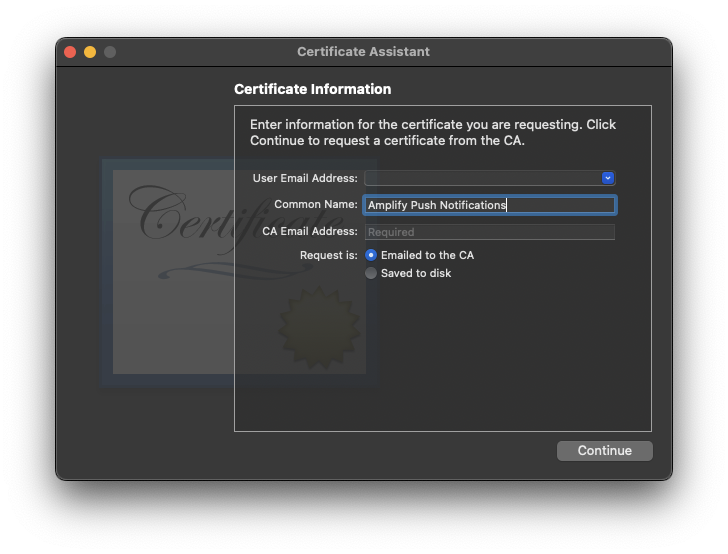 Certificate Assistant
Certificate Information
Enter information for the certificate you are requesting. Click
Continue to request a certificate from the CA.
User Email Address:
Common Name: Amplify Push Notifications
CA Email Address: Required
Request is: Emailed to the CA
Saved to disk
Certificate
Continue